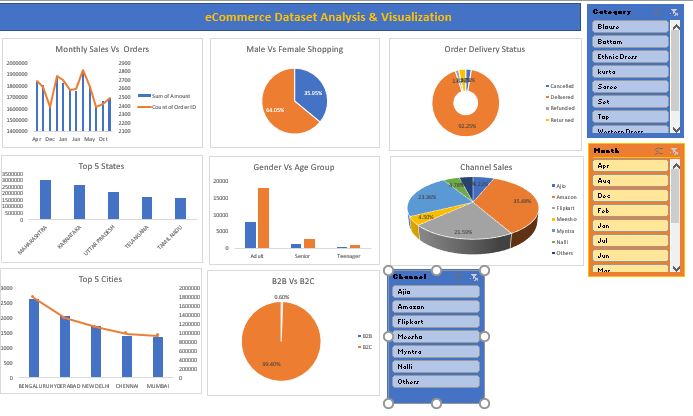 eCommerce Dataset Analysis & Visualization
Monthly Sales Vs Orders
2000000
1900000
1800000
1700000
1600000
1500000
1400000
2900
2800
2700
2600
2500
2400
2300
2200
2100
Apr Dec Jan Jun May Oct
Sum of Amount
Count of Order ID
Male Vs Female Shopping
35.95%
64.05%
Order Delivery Status
92.25%
Cancelled
Delivered
Refunded
Returned
Top 5 States
3500000
3000000
2500000
2000000
1500000
1000000
500000
0
MAHARASHTRA
KARNATAKA
UTTAR PRADESH
TELANGANA
TAMIL NADU
Gender Vs Age Group
20000
15000
10000
5000
0
Adult Senior Teenager
Channel Sales
35.48%
21.59%
4.50%
23.36%
Ajio
Amazon
Flipkart
Meesho
Myntra
Nalli
Others
Top 5 Cities
3000
2500
2000
1500
1000
500
0
2000000
1800000
1600000
1400000
1200000
1000000
800000
600000
400000
200000
0
BENGALURU HYDERABAD NEW DELHI CHENNAI MUMBAI
B2B Vs B2C
0.60%
99.40%
B2B
B2C
Channel
Ajio
Amazon
Flipkart
Meesho
Myntra
Nalli
Others
Category
Blouse
Bottom
Ethnic Dress
kurta
Saree
Set
Top
Western Dress
Month
Apr
Aug
Dec
Feb
Jan
Jul
Jun
Mar